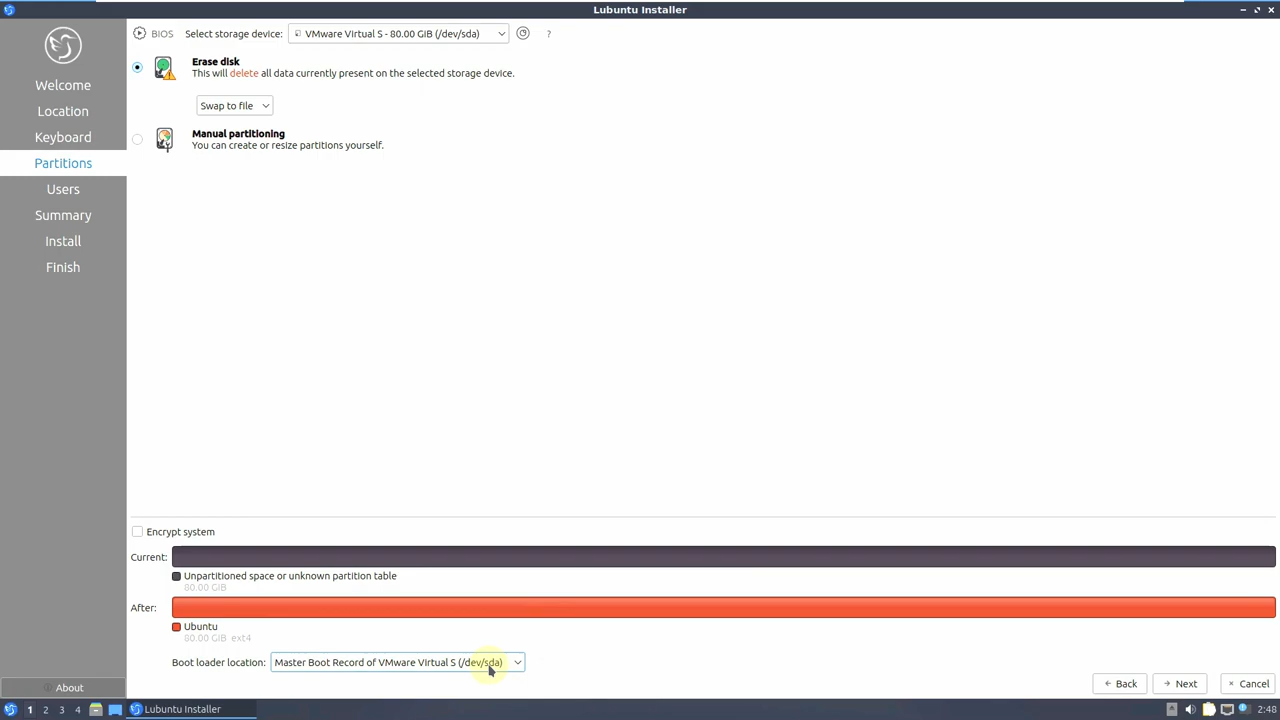 Lubuntu Installer
BIOS Select storage device: VMware Virtual S - 80.00 GiB (/dev/sda) ?
Welcome
Location
Keyboard
Partitions
Users
Summary
Install
Finish
Erase disk
This will delete all data currently present on the selected storage device.
Swap to file
Manual partitioning
You can create or resize partitions yourself.
Encrypt system
Current:
Unpartitioned space or unknown partition table
80.00 GiB
After:
Ubuntu
80.00 GiB ext4
Boot loader location: Master Boot Record of VMware Virtual S (/dev/sda)
About
Back Next Cancel
1 2 3 4 Lubuntu Installer 2:48